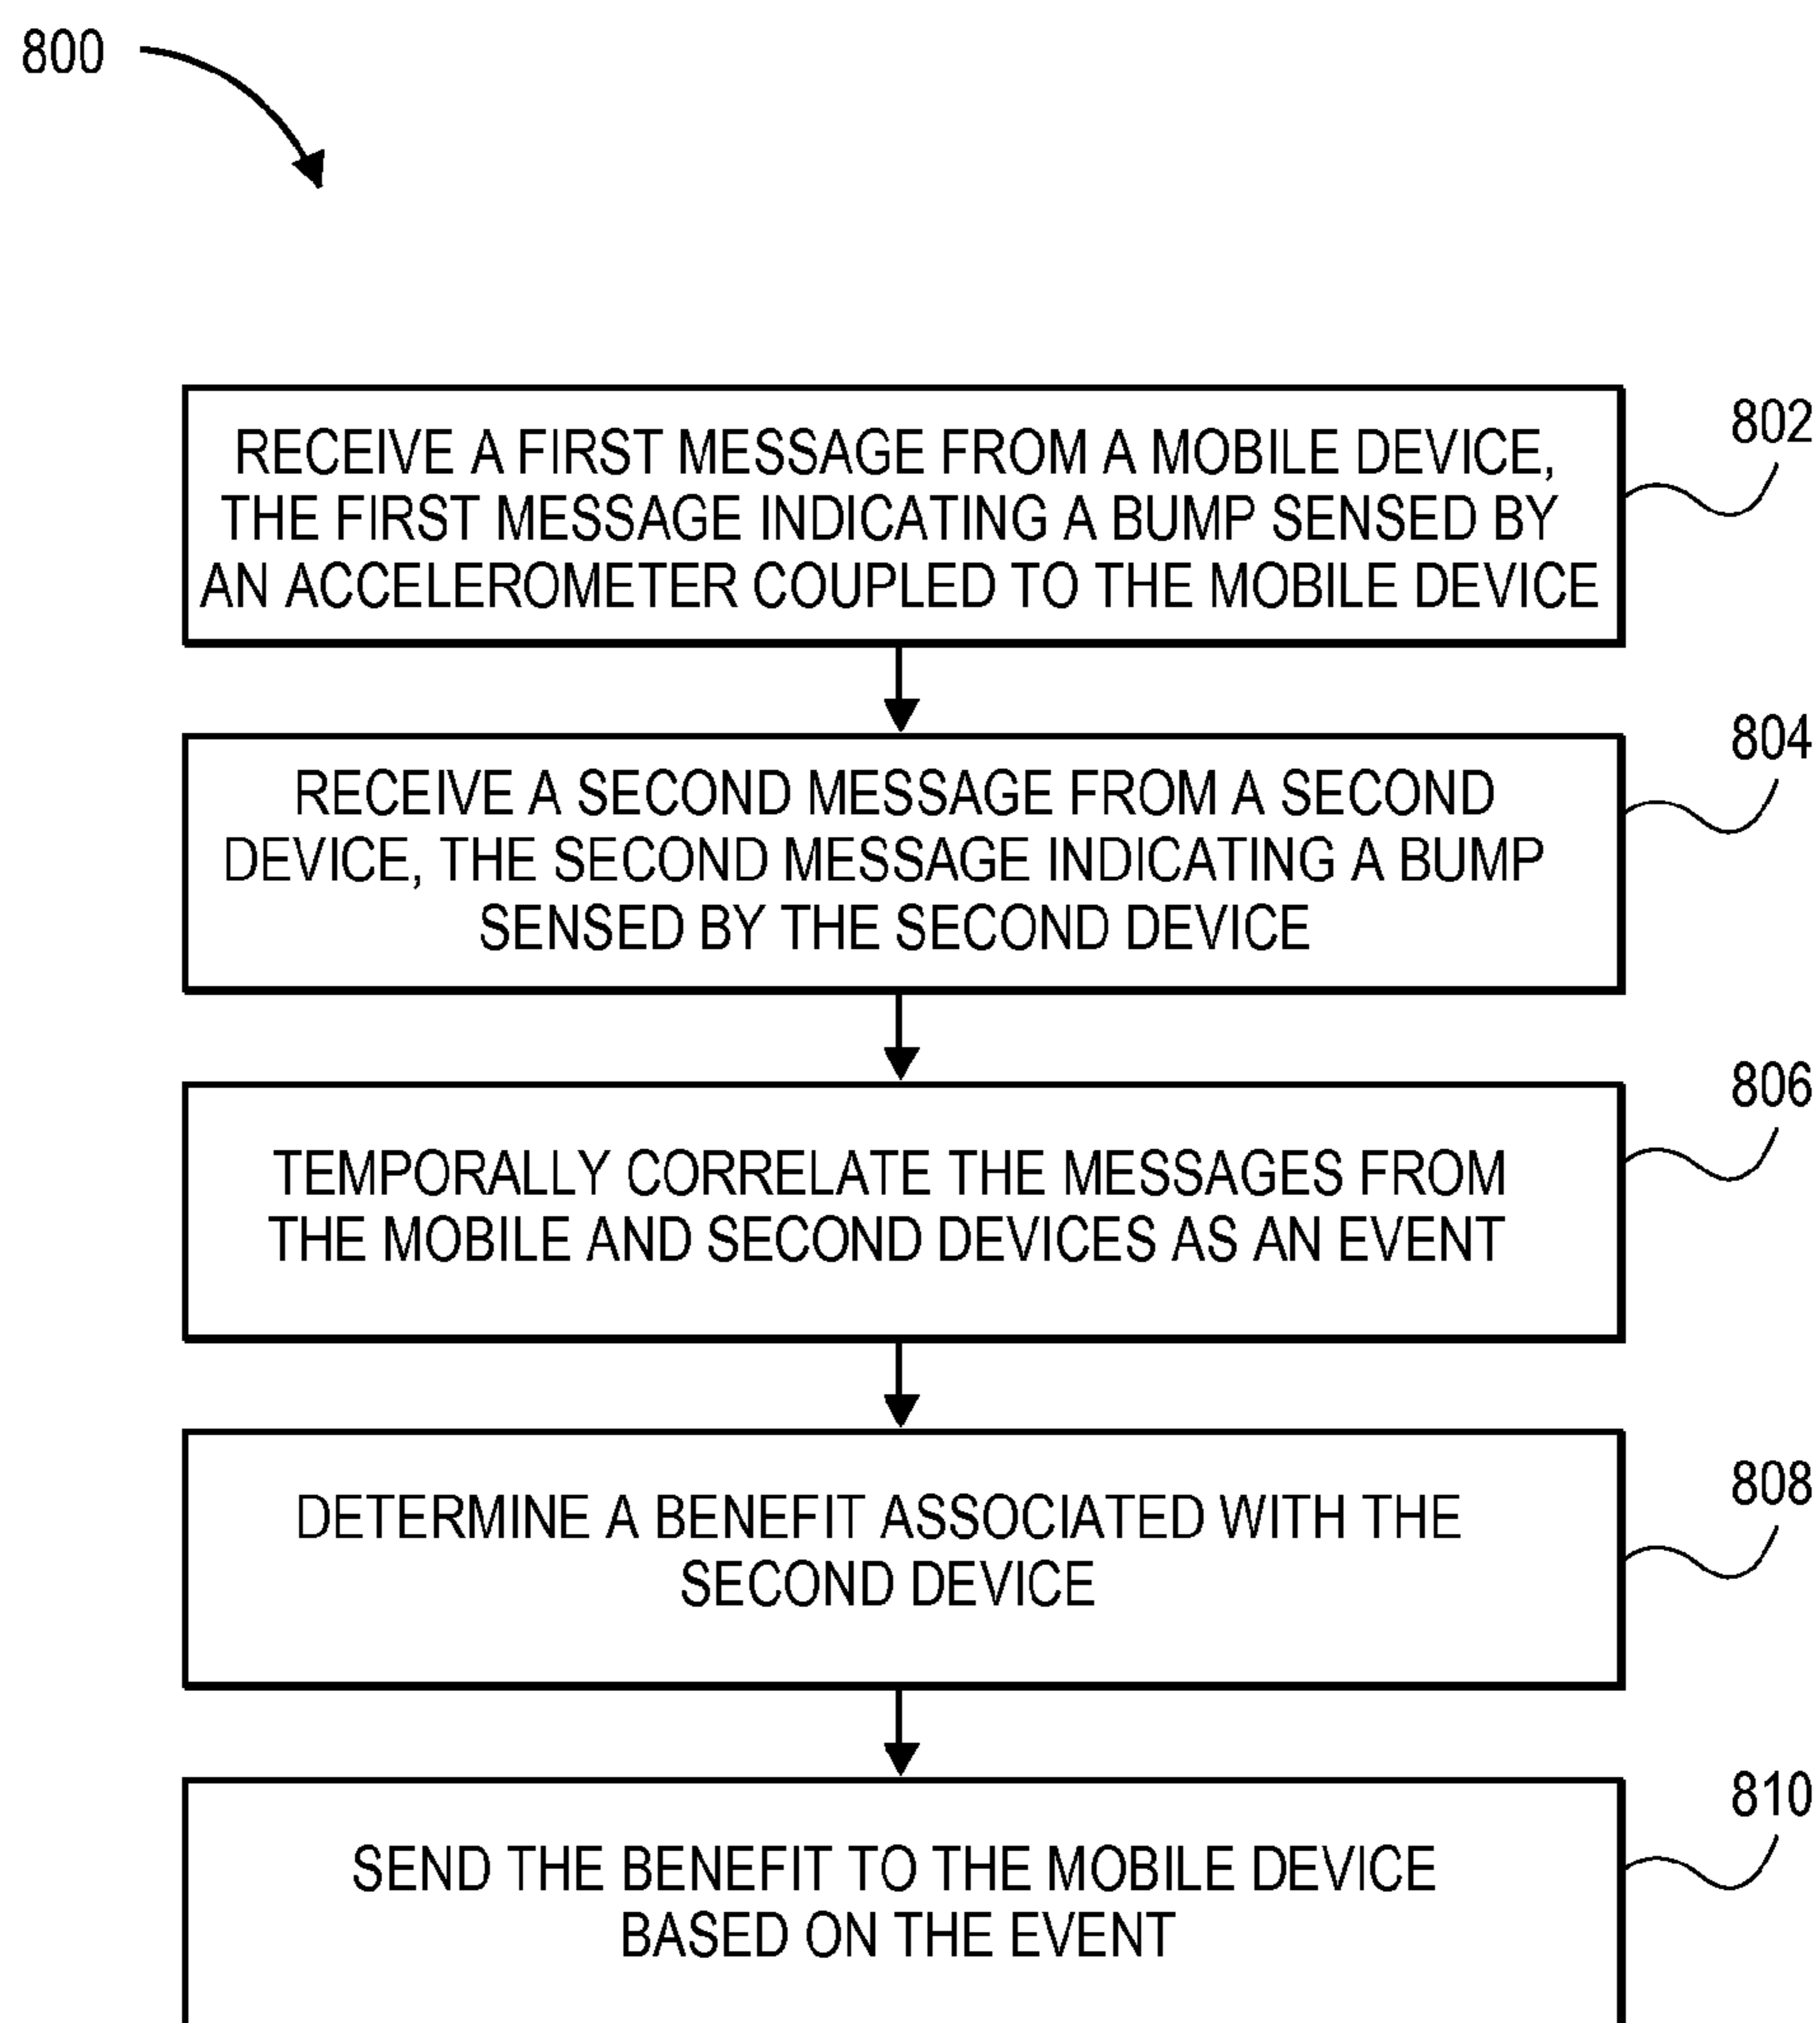 800
RECEIVE A FIRST MESSAGE FROM A MOBILE DEVICE,
THE FIRST MESSAGE INDICATING A BUMP SENSED BY
AN ACCELEROMETER COUPLED TO THE MOBILE DEVICE
802
RECEIVE A SECOND MESSAGE FROM A SECOND
DEVICE, THE SECOND MESSAGE INDICATING A BUMP
SENSED BY THE SECOND DEVICE
804
TEMPORALLY CORRELATE THE MESSAGES FROM
THE MOBILE AND SECOND DEVICES AS AN EVENT
806
DETERMINE A BENEFIT ASSOCIATED WITH THE
SECOND DEVICE
808
SEND THE BENEFIT TO THE MOBILE DEVICE
BASED ON THE EVENT
810